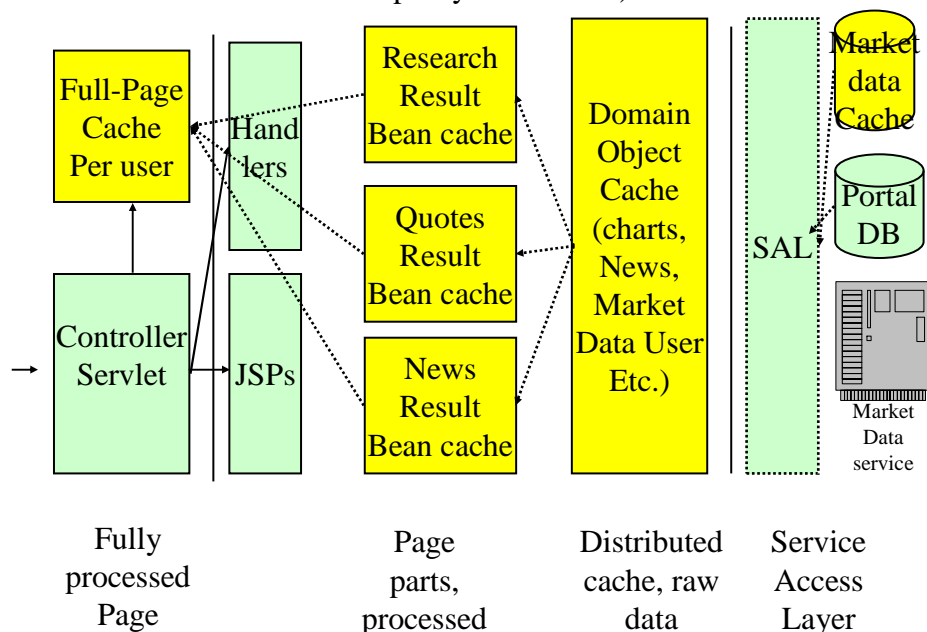 Full-Page
Cache
Per user
Hand
lers
Controller
Servlet
JSPs
Research
Result
Bean cache
Quotes
Result
Bean cache
News
Result
Bean cache
Domain
Object
Cache
(charts,
News,
Market
Data User
Etc.)
SAL
Market
data
Cache
Portal
DB
Market
Data
service
Fully
processed
Page
Page
parts,
processed
Distributed
cache, raw
data
Service
Access
Layer